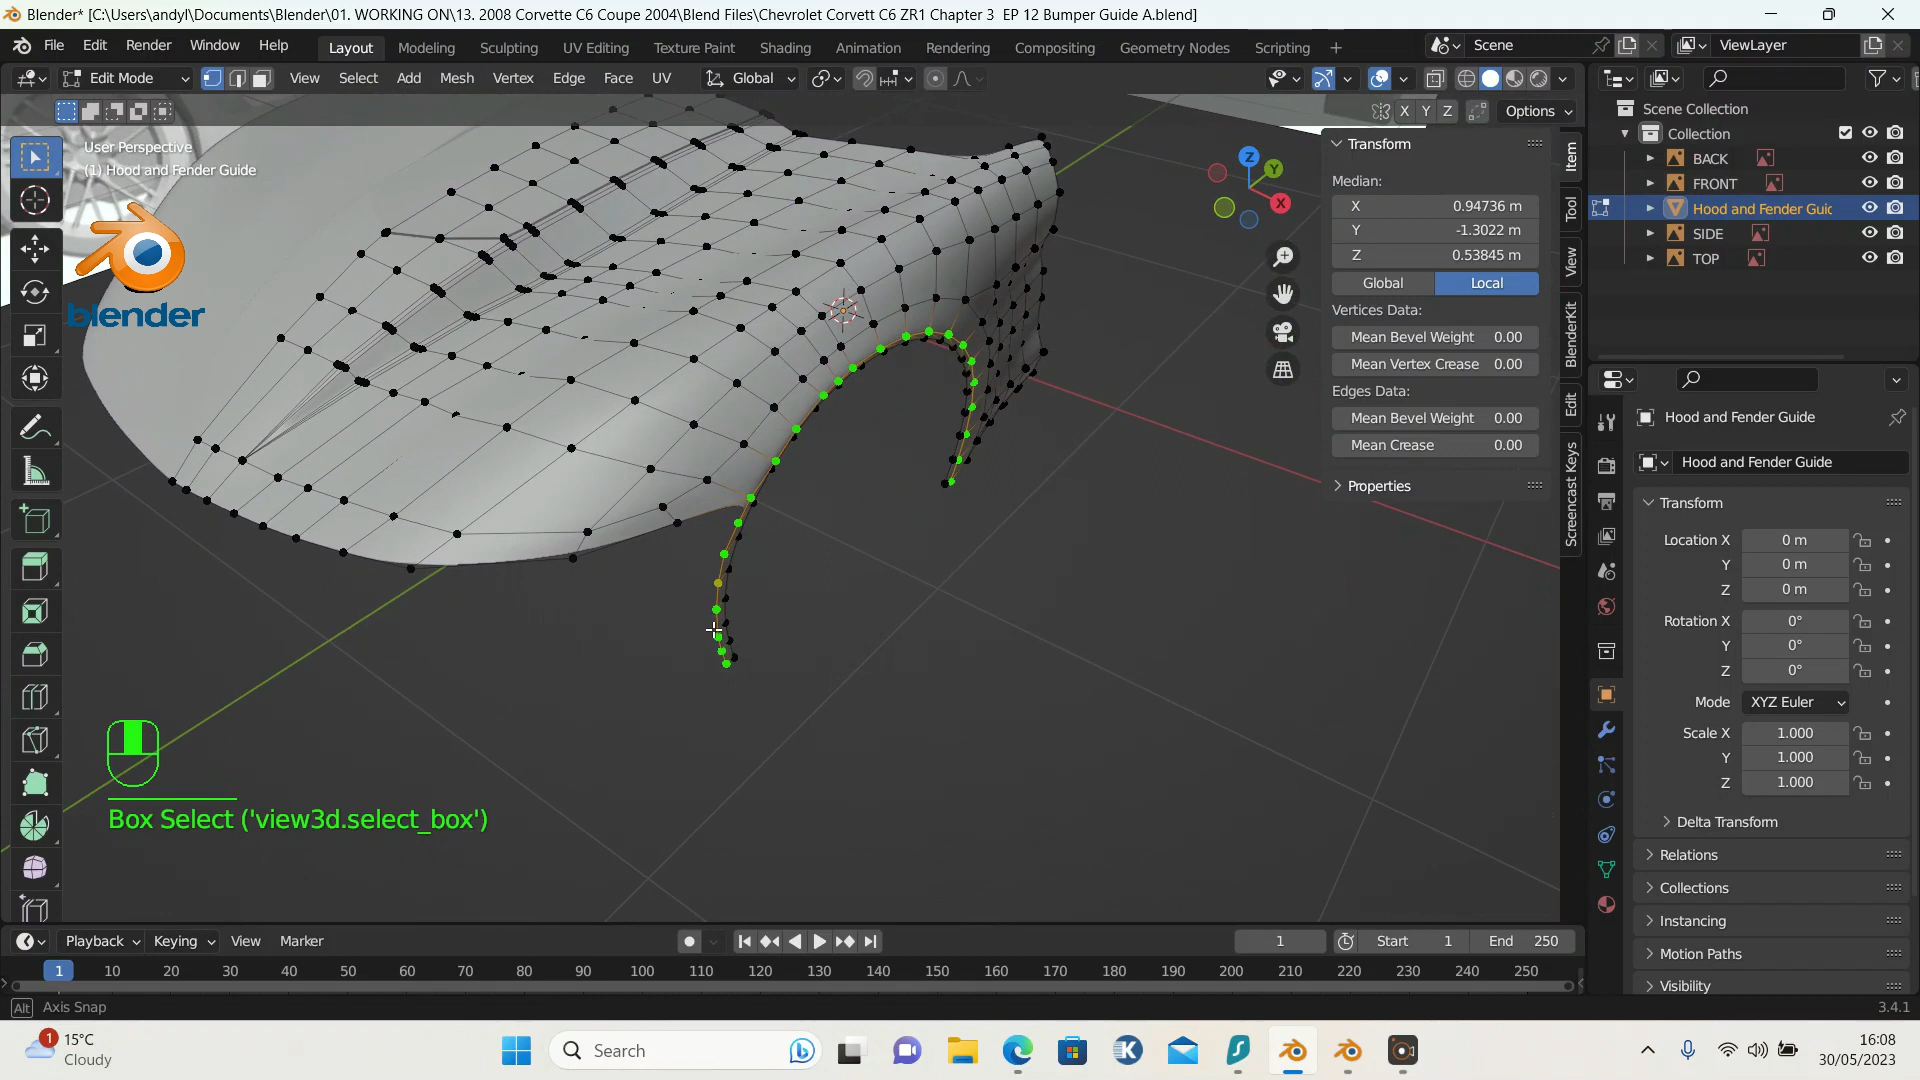 Blender* [C:\Users\andyl\Documents\Blender\01. WORKING ON\13. 2008 Corvette C6 Coupe 2004\Blend Files\Chevrolet Corvett C6 ZR1 Chapter 3  EP 12 Bumper Guide A.blend]
File Edit Render Window Help Layout Modeling Sculpting UV Editing Texture Paint Shading Animation Rendering Compositing Geometry Nodes Scripting + Scene ViewLayer
Edit Mode View Select Add Mesh Vertex Edge Face UV Global
X Y Z Options
User Perspective
(1) Hood and Fender Guide
blender
Z Y X
Transform
Median:
X 0.94736 m
Y -1.3022 m
Z 0.53845 m
Global Local
Vertices Data:
Mean Bevel Weight 0.00
Mean Vertex Crease 0.00
Edges Data:
Mean Bevel Weight 0.00
Mean Crease 0.00
Properties
Item
Tool
View
BlenderKit
Edit
Screencast Keys
Scene Collection
Collection
BACK
FRONT
Hood and Fender Guic
SIDE
TOP
Hood and Fender Guide
Hood and Fender Guide
Transform
Location X 0 m
Y 0 m
Z 0 m
Rotation X 0°
Y 0°
Z 0°
Mode XYZ Euler
Scale X 1.000
Y 1.000
Z 1.000
Delta Transform
Relations
Collections
Instancing
Motion Paths
Visibility
Box Select ('view3d.select_box')
Playback Keying View Marker 1 Start 1 End 250
1 10 20 30 40 50 60 70 80 90 100 110 120 130 140 150 160 170 180 190 200 210 220 230 240 250
Alt Axis Snap 3.4.1
1 15°C
Cloudy
Search
16:08
30/05/2023